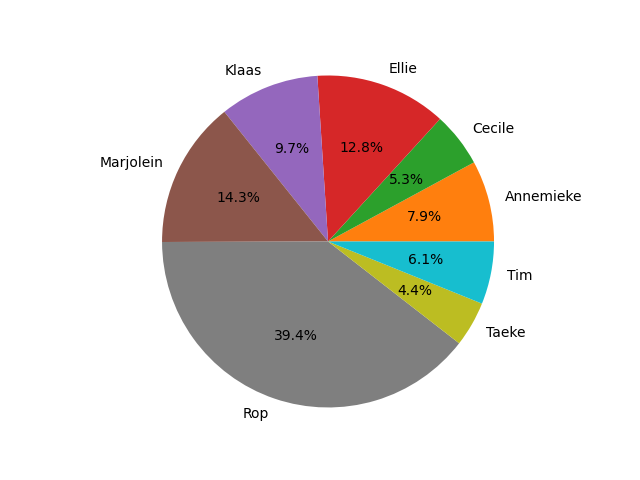 Ellie
Klaas
Cecile
12.8%
9.7%
Marjolein
5.3%
Annemieke
14.3%
7.9%
6.1%
Tim
4.4%
Taeke
39.4%
Rop